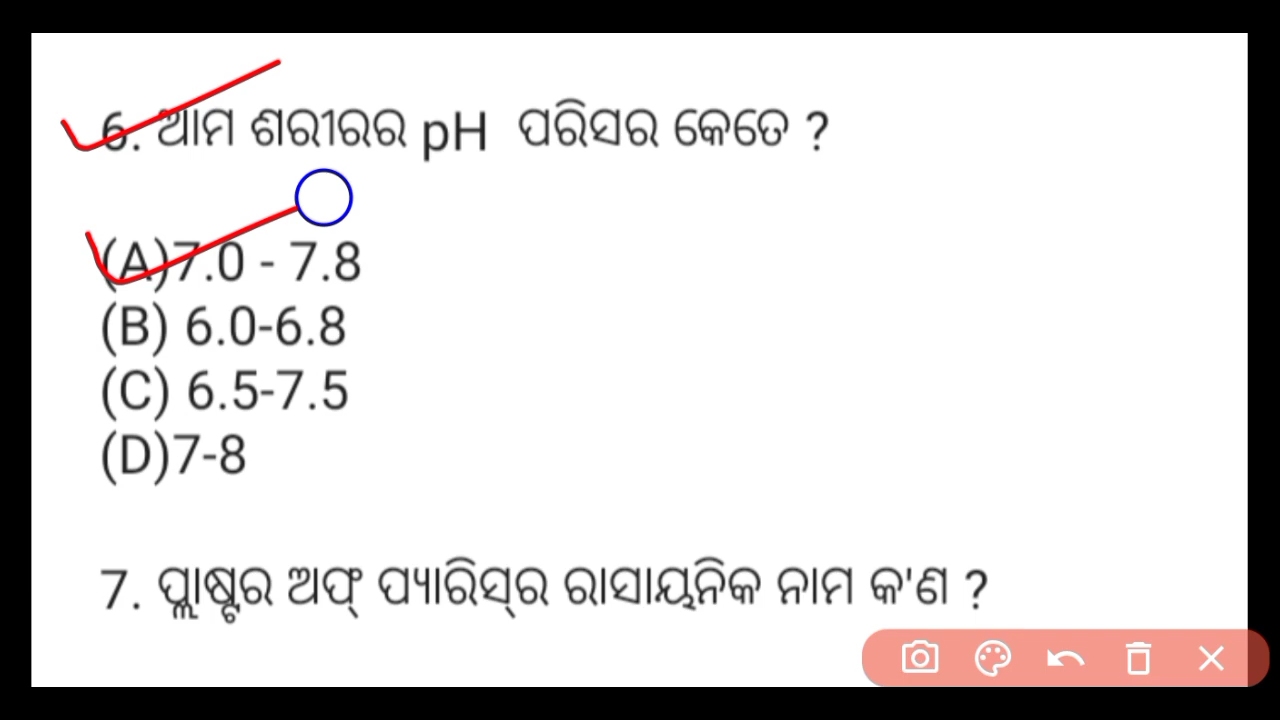 6. ଆମ ଶରୀରର pH ପରିସର କେତେ ?
(A)7.0 - 7.8
(B) 6.0-6.8
(C) 6.5-7.5
(D)7-8
7. ପ୍ଲାଷ୍ଟର ଅଫ୍ ପ୍ୟାରିସ୍‌ର ରାସାୟନିକ ନାମ କ'ଣ ?